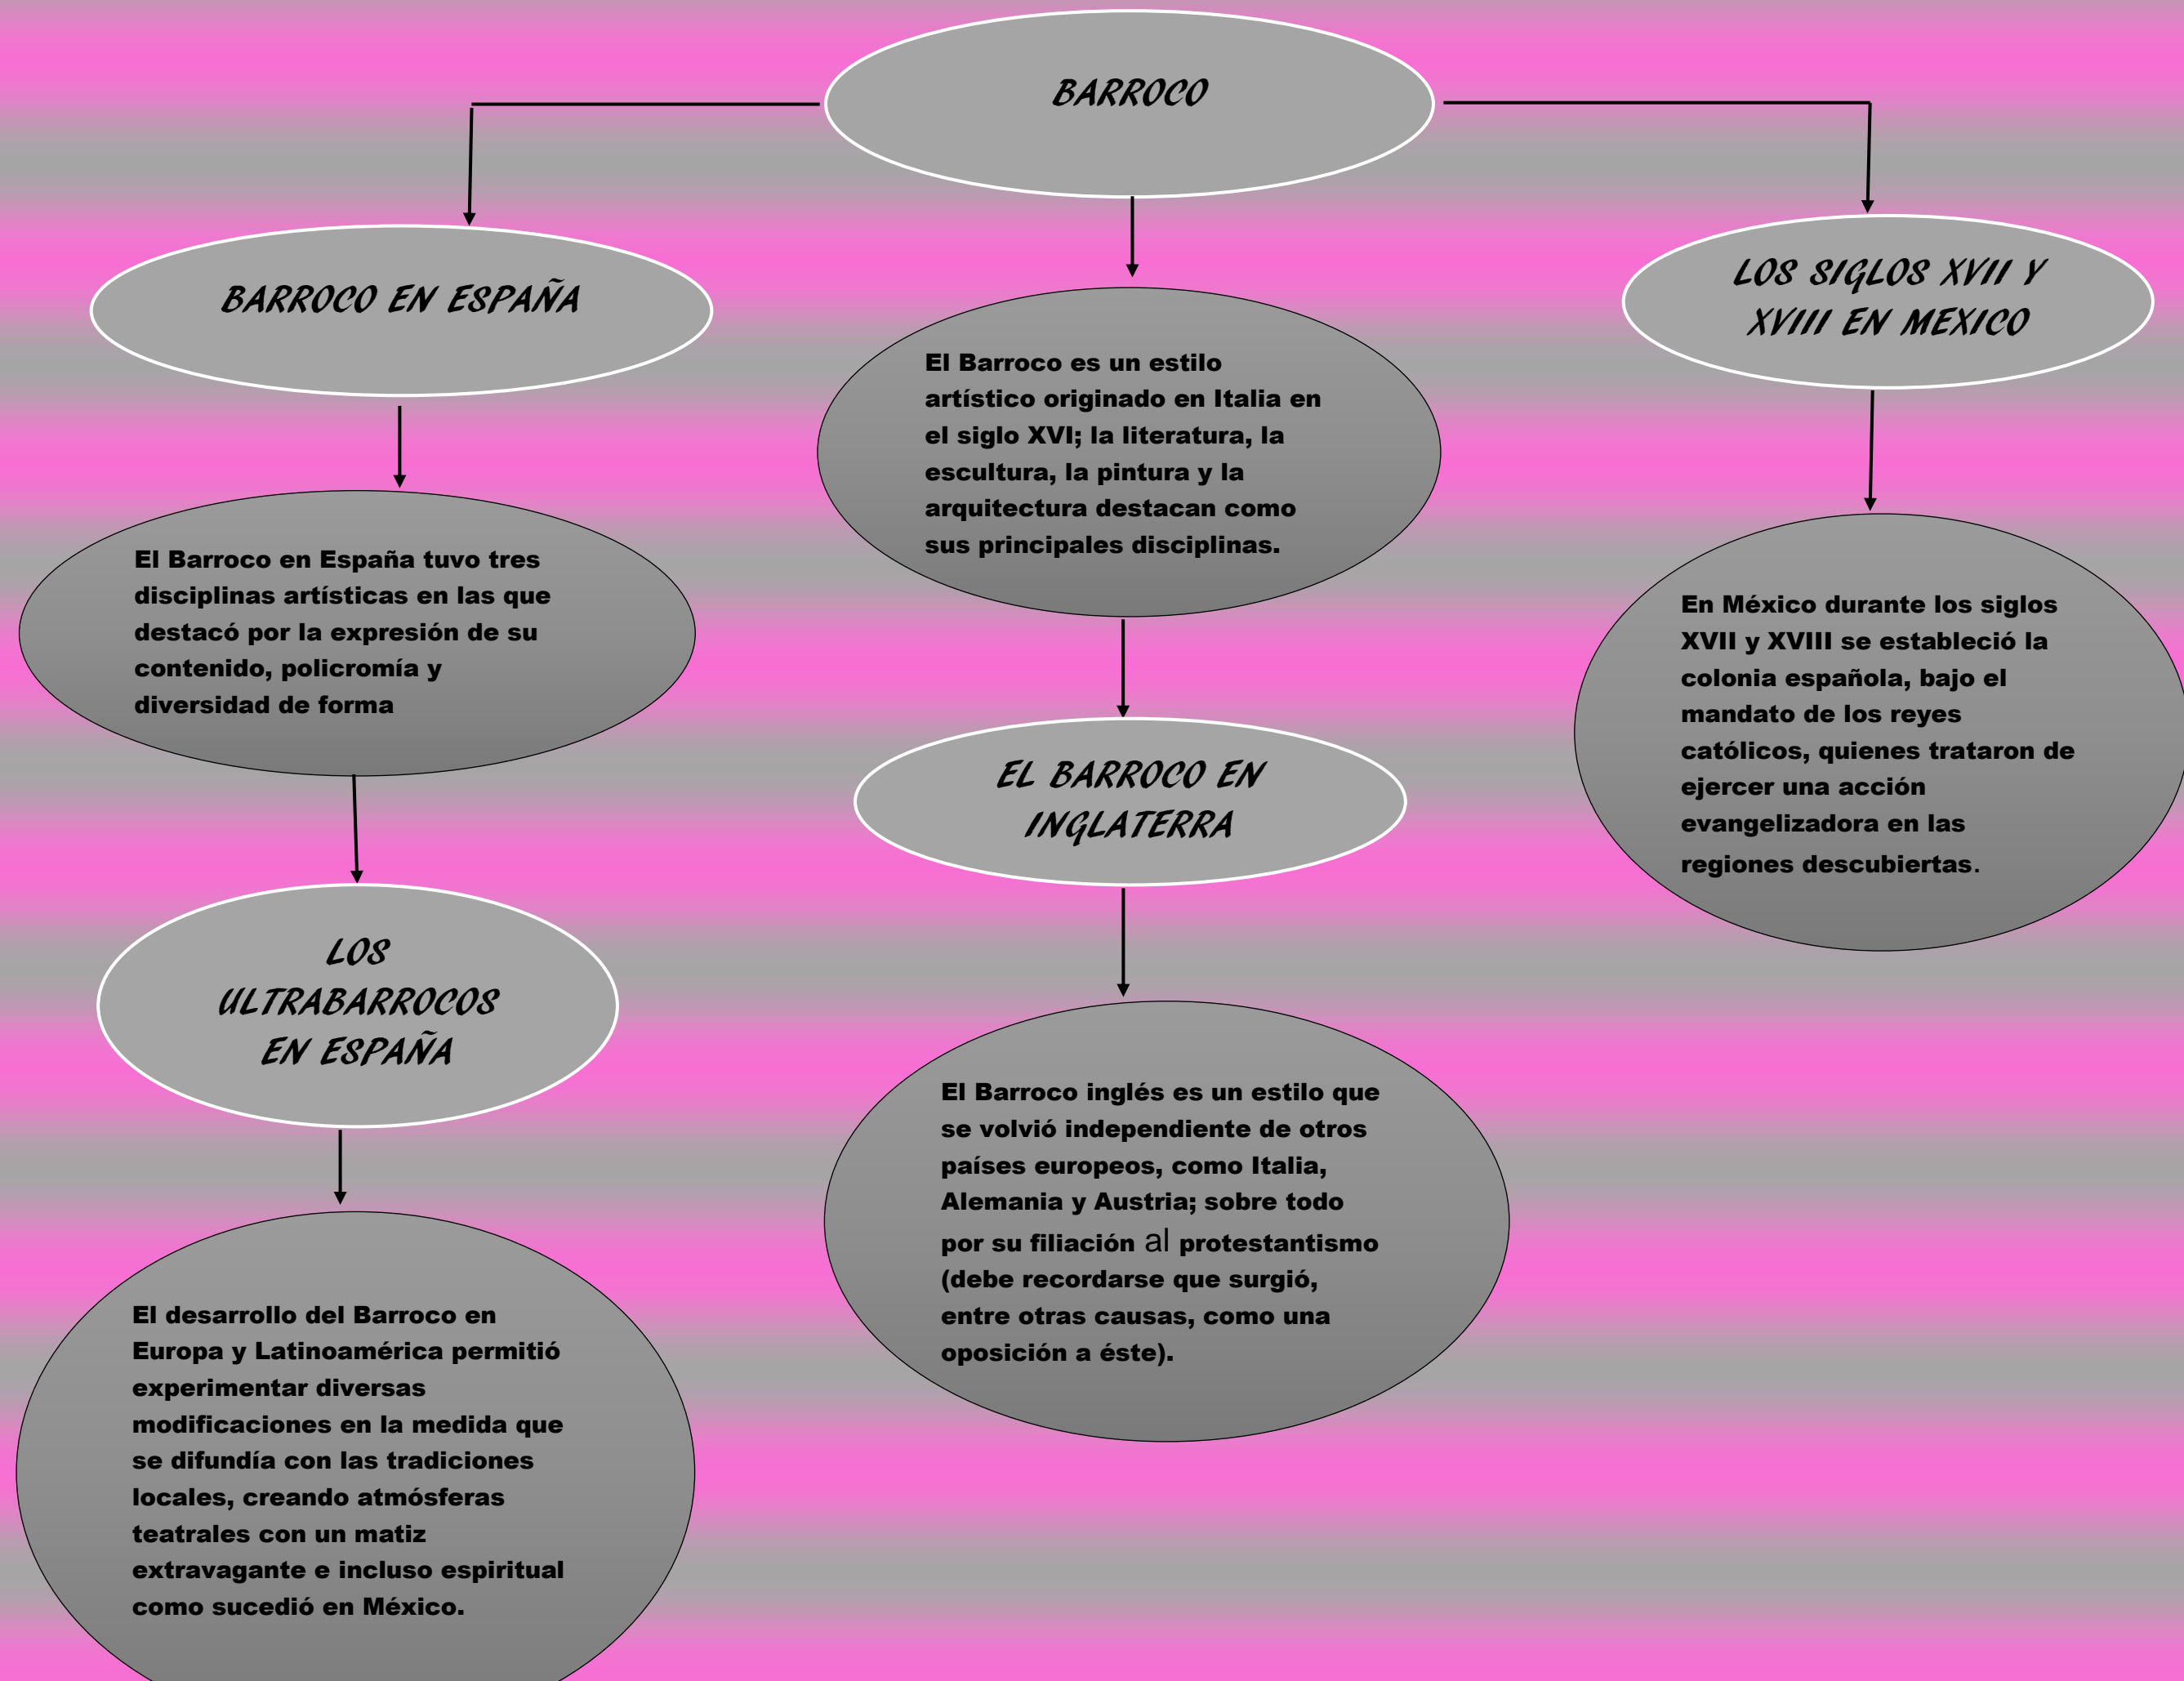 BARROCO
BARROCO EN ESPAÑA
El Barroco en España tuvo tres
disciplinas artísticas en las que
destacó por la expresión de su
contenido, policromía y
diversidad de forma
LOS
ULTRABARROCOS
EN ESPAÑA
El desarrollo del Barroco en
Europa y Latinoamérica permitió
experimentar diversas
modificaciones en la medida que
se difundía con las tradiciones
locales, creando atmósferas
teatrales con un matiz
extravagante e incluso espiritual
como sucedió en México.
El Barroco es un estilo
artístico originado en Italia en
el siglo XVI; la literatura, la
escultura, la pintura y la
arquitectura destacan como
sus principales disciplinas.
EL BARROCO EN
INGLATERRA
El Barroco inglés es un estilo que
se volvió independiente de otros
países europeos, como Italia,
Alemania y Austria; sobre todo
por su filiación al protestantismo
(debe recordarse que surgió,
entre otras causas, como una
oposición a éste).
LOS SIGLOS XVII Y
XVIII EN MEXICO
En México durante los siglos
XVII y XVIII se estableció la
colonia española, bajo el
mandato de los reyes
católicos, quienes trataron de
ejercer una acción
evangelizadora en las
regiones descubiertas.